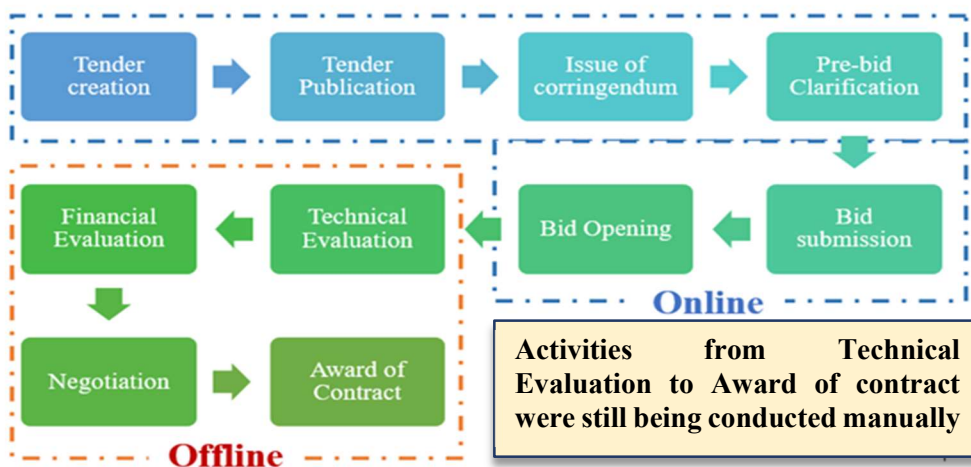 Tender
creation
Tender
Publication
Issue of
corringendum
Pre-bid
Clarification
Financial
Evaluation
Technical
Evaluation
Bid Opening
Bid
submission
Online
Negotiation
Award of
Contract
Activities from Technical
Evaluation to Award of contract
were still being conducted manually
Offline